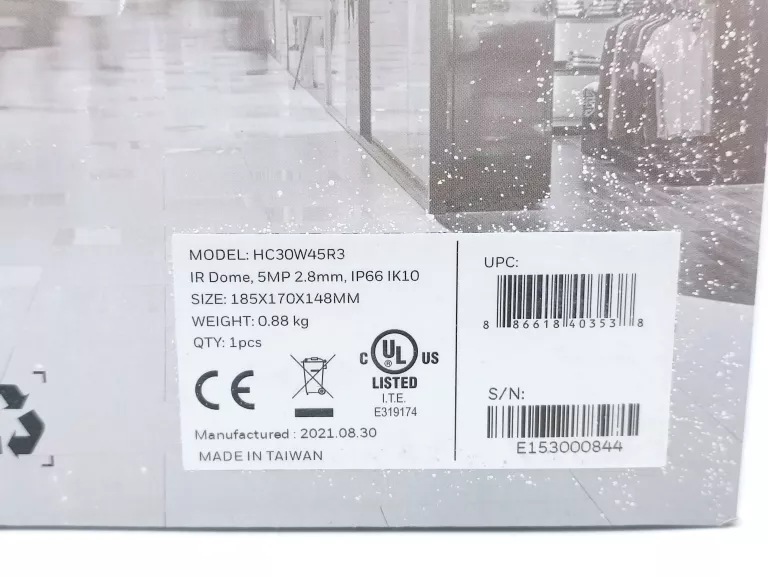 MODEL: HC30W45R3
IR Dome, 5MP 2.8mm, IP66 IK10
SIZE: 185X170X148MM
WEIGHT: 0.88 kg
QTY: 1pcs
CE
C UL US
®
LISTED
I.T.E.
E319174
Manufactured : 2021.08.30
MADE IN TAIWAN
UPC:
8 86618 40353 8
S/N:
E153000844